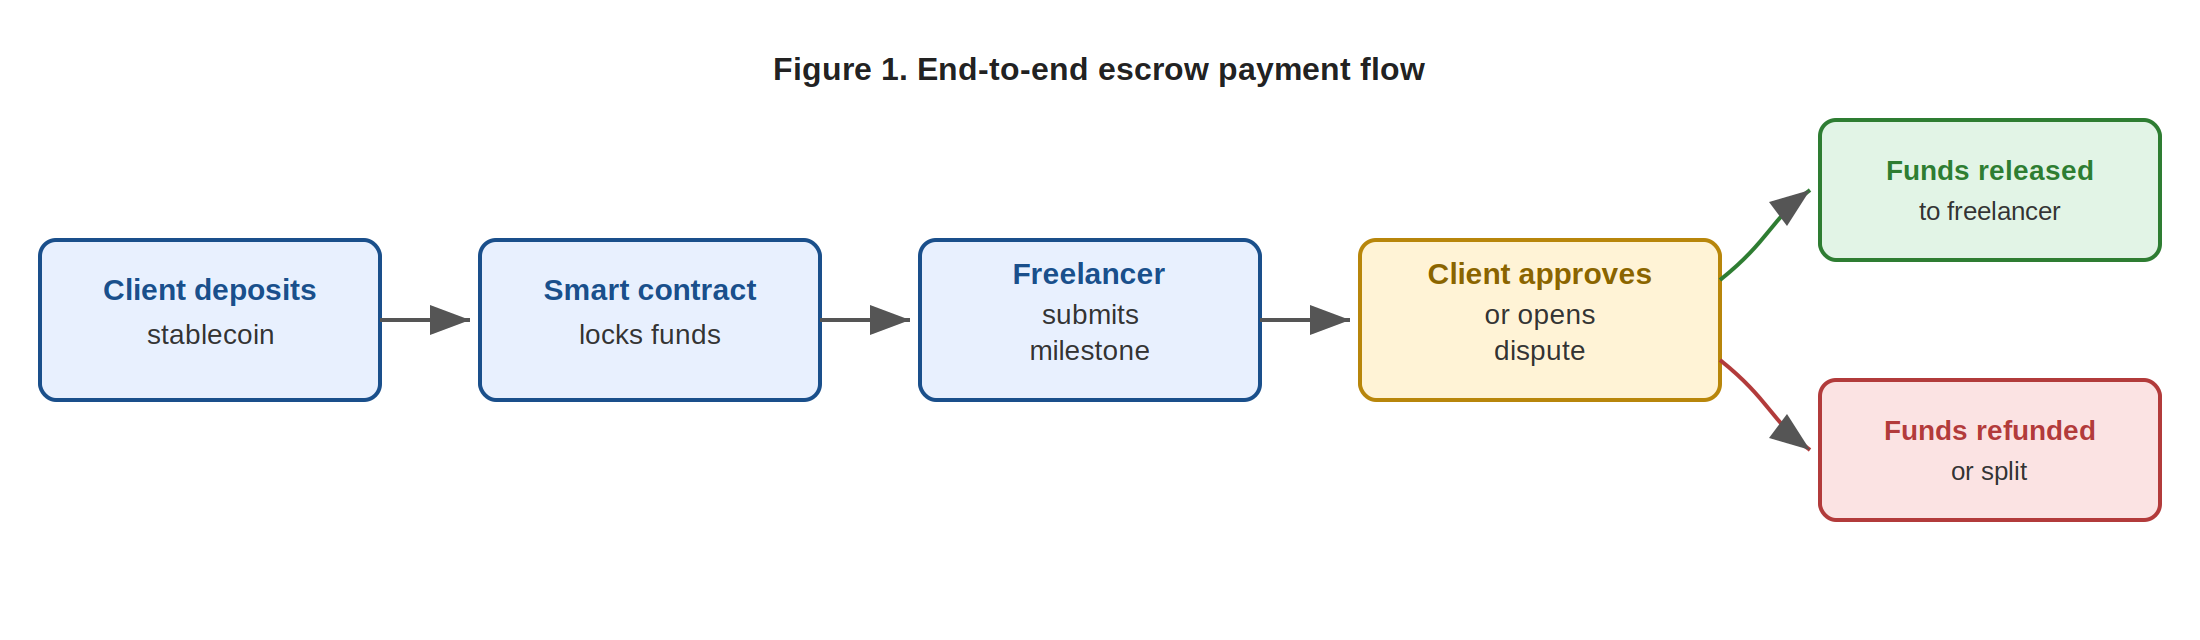 Figure 1. End-to-end escrow payment flow
Client deposits
stablecoin
Smart contract
locks funds
Freelancer
submits
milestone
Client approves
or opens
dispute
Funds released
to freelancer
Funds refunded
or split